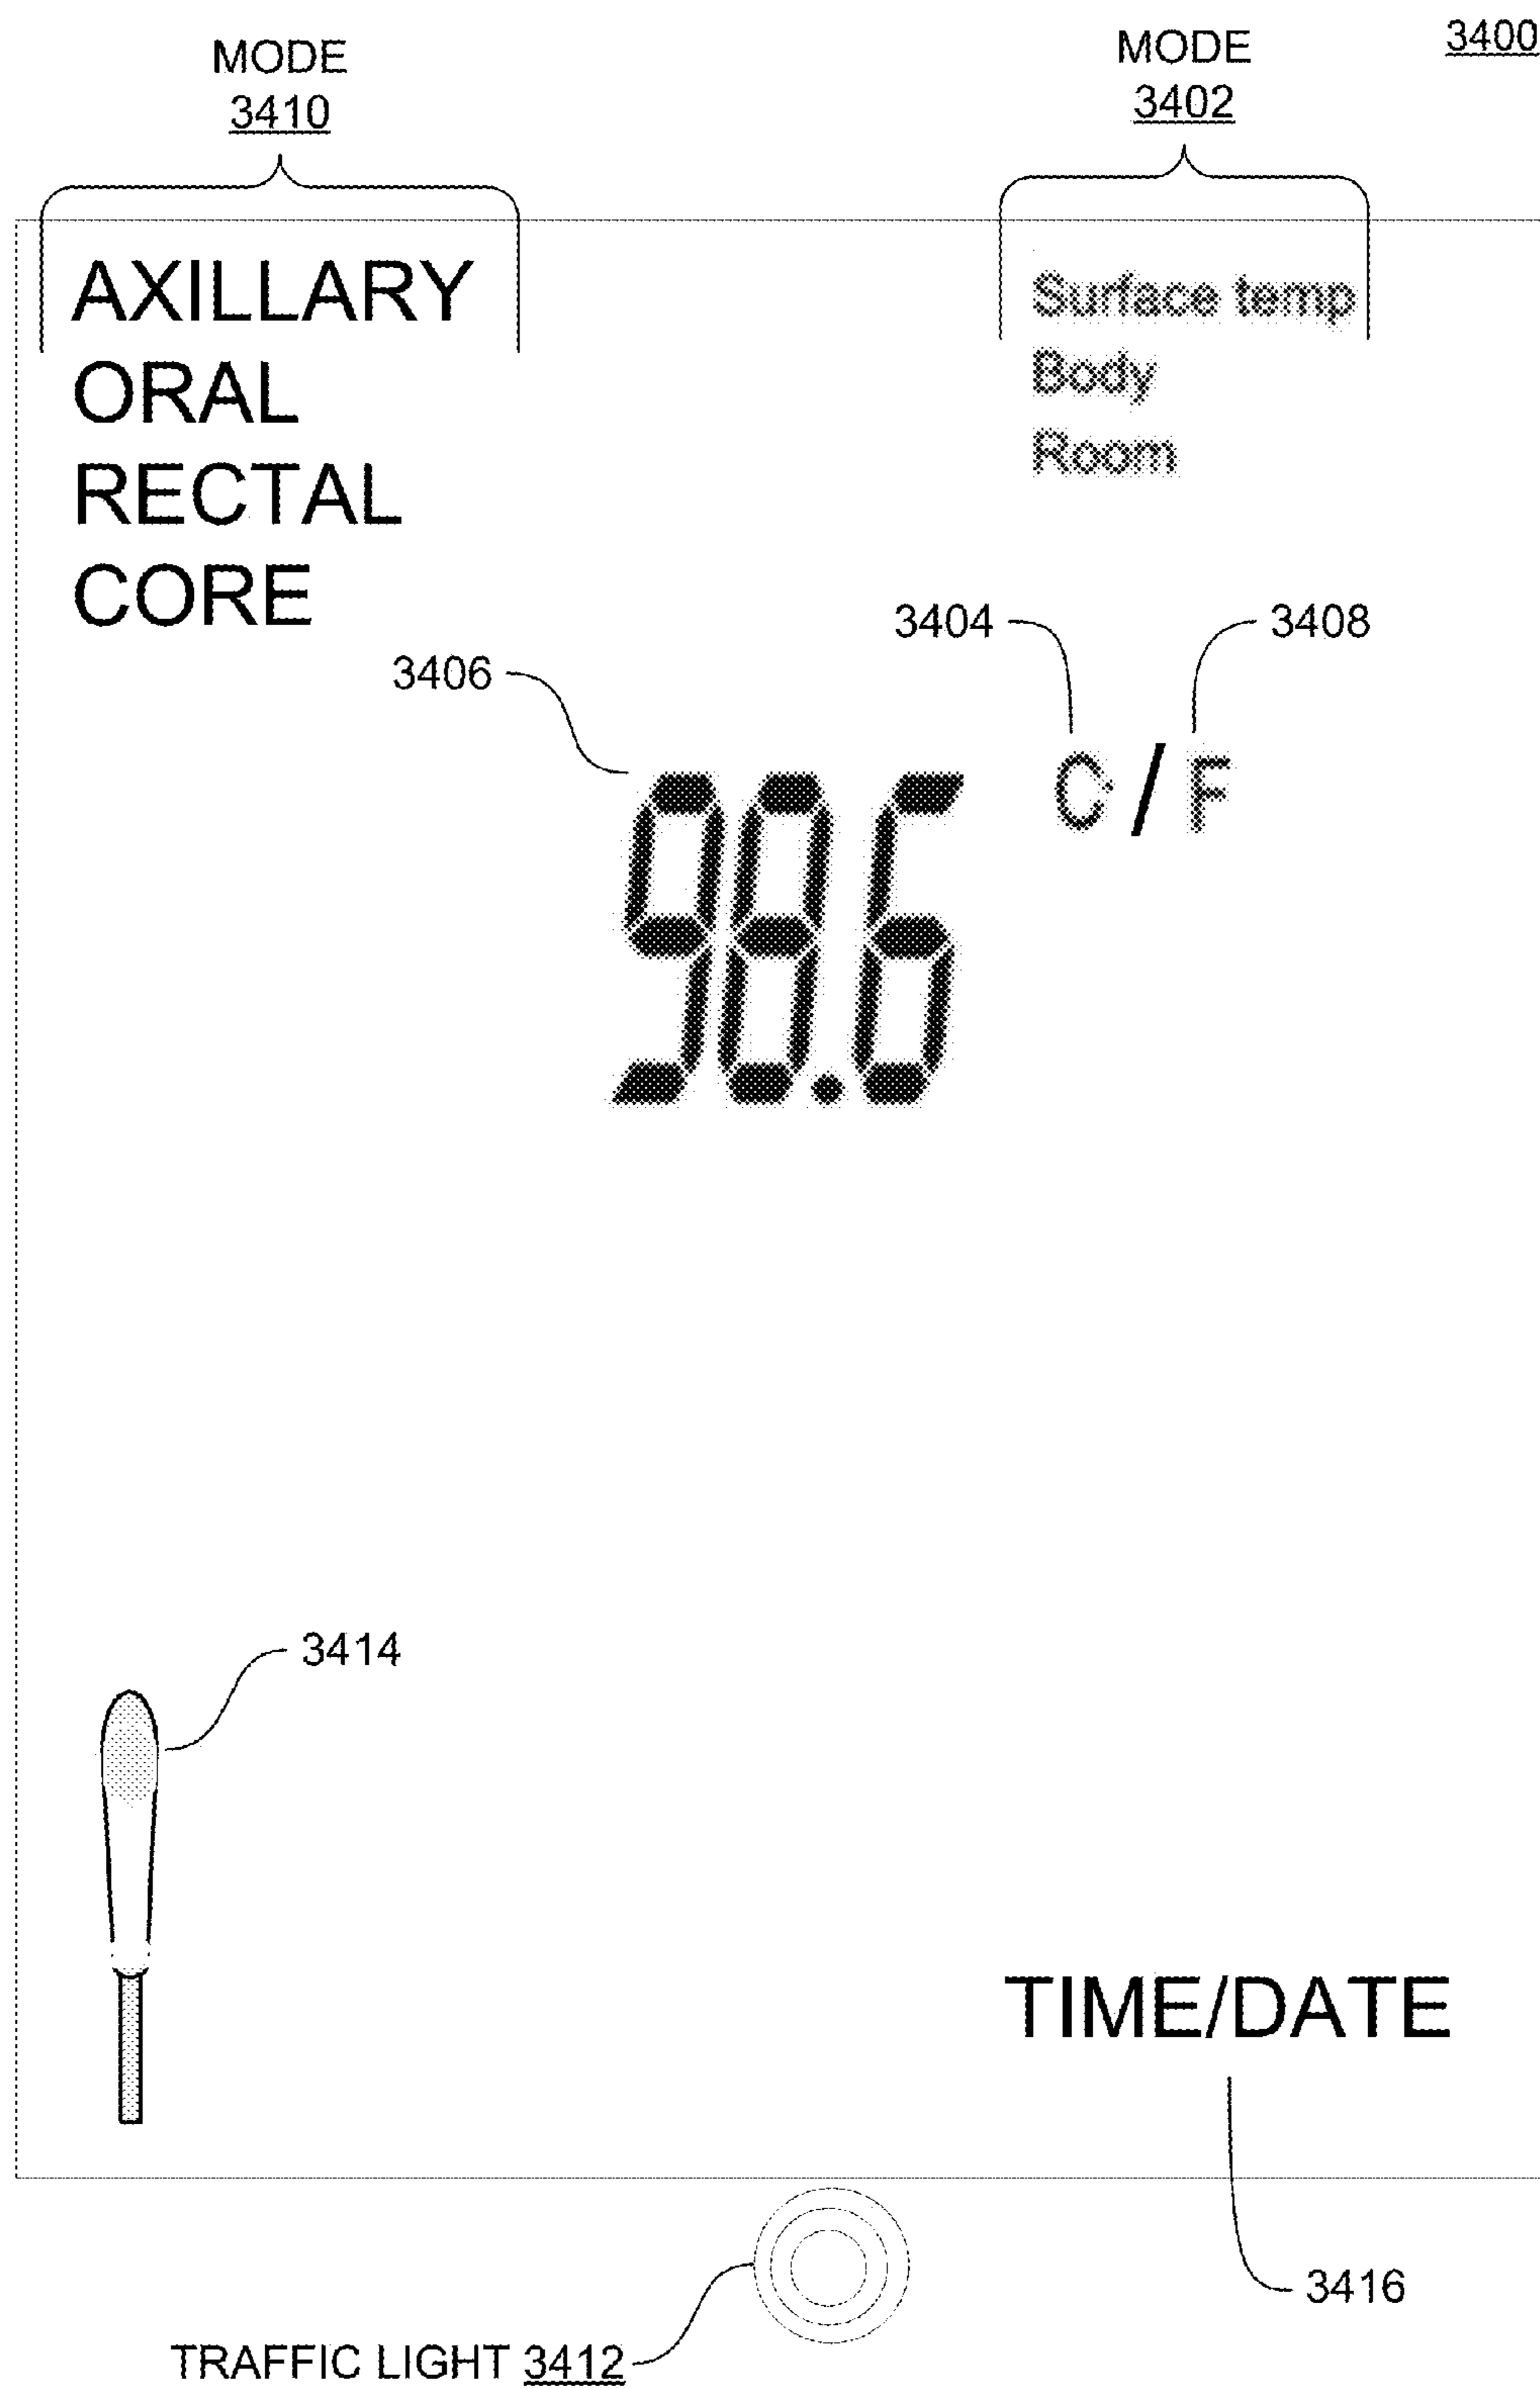 3400
MODE
3410
MODE
3402
AXILLARY
ORAL
RECTAL
CORE
Surface temp
Body
Room
3404
3408
3406
C / F
98.6
3414
TIME/DATE
3416
TRAFFIC LIGHT 3412